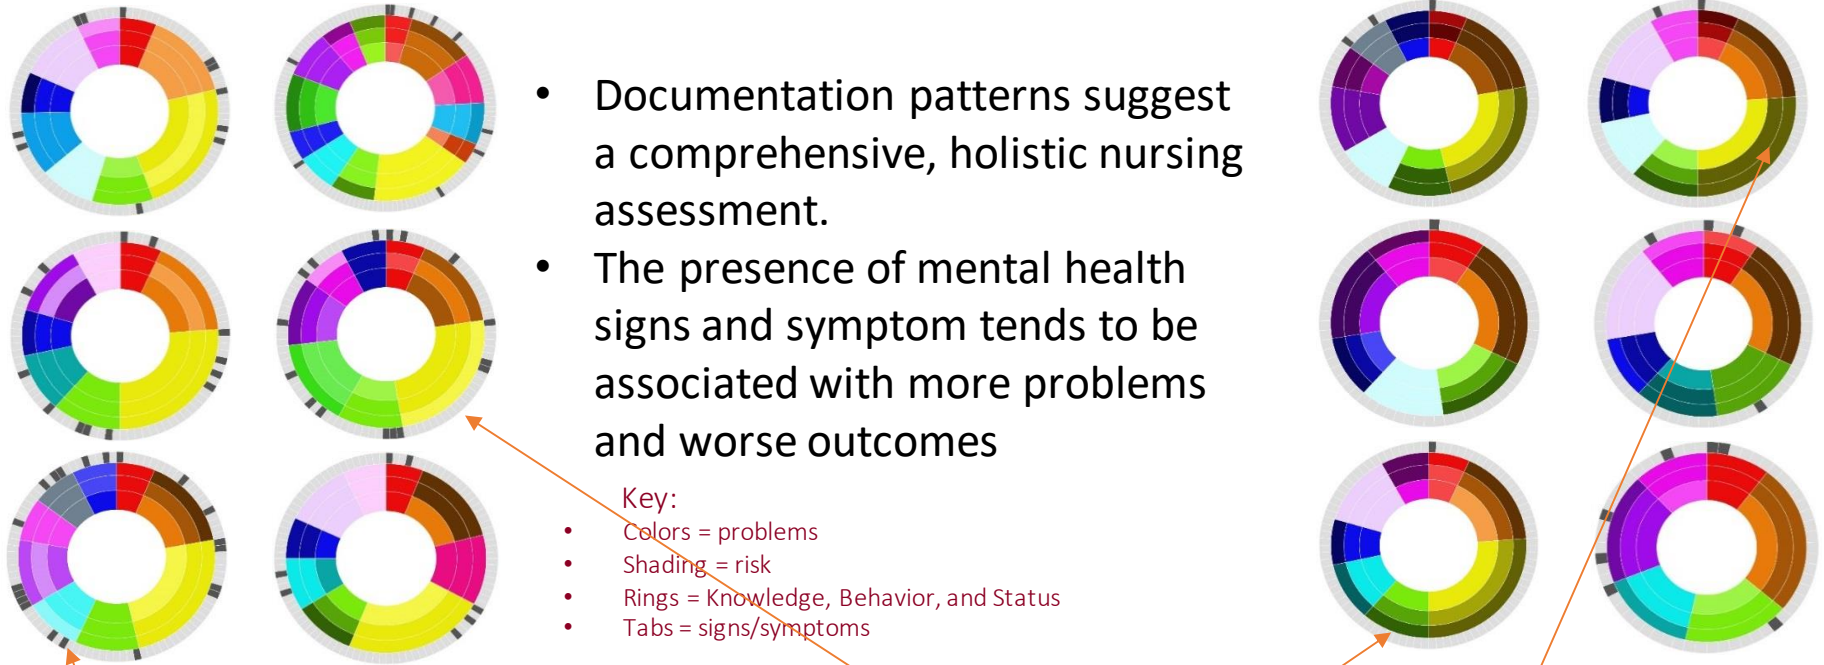 • Documentation patterns suggest
a comprehensive, holistic nursing
assessment.
• The presence of mental health
signs and symptom tends to be
associated with more problems
and worse outcomes
Key:
• Colors = problems
• Shading = risk
• Rings = Knowledge, Behavior, and Status
• Tabs = signs/symptoms